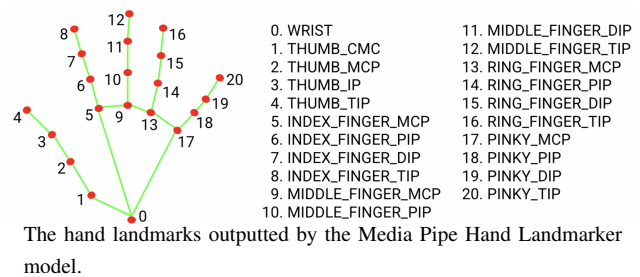 12
8
16
11
7
15
20
10
6
14
19
4
5
9
13
18
3
17
2
1
0
0. WRIST
1. THUMB_CMC
2. THUMB_MCP
3. THUMB_IP
4. THUMB_TIP
5. INDEX_FINGER_MCP
6. INDEX_FINGER_PIP
7. INDEX_FINGER_DIP
8. INDEX_FINGER_TIP
9. MIDDLE_FINGER_MCP
10. MIDDLE_FINGER_PIP
11. MIDDLE_FINGER_DIP
12. MIDDLE_FINGER_TIP
13. RING_FINGER_MCP
14. RING_FINGER_PIP
15. RING_FINGER_DIP
16. RING_FINGER_TIP
17. PINKY_MCP
18. PINKY_PIP
19. PINKY_DIP
20. PINKY_TIP
The hand landmarks outputted by the Media Pipe Hand Landmarker
model.